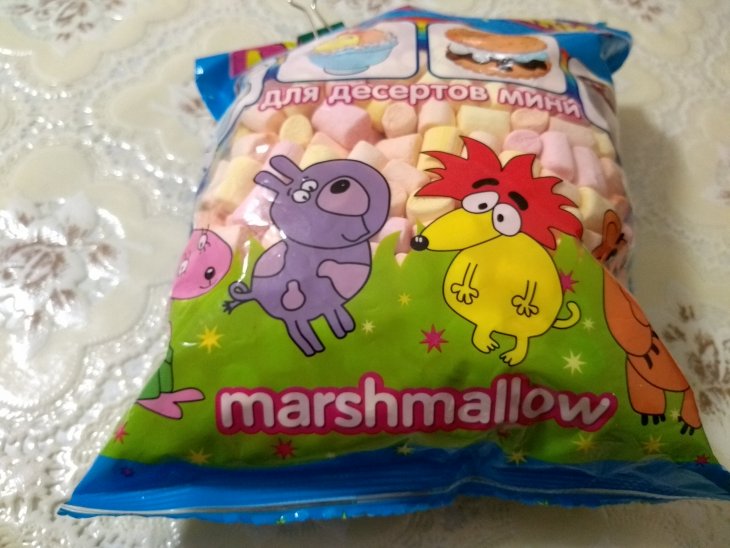 для десертов мини
marshmallow